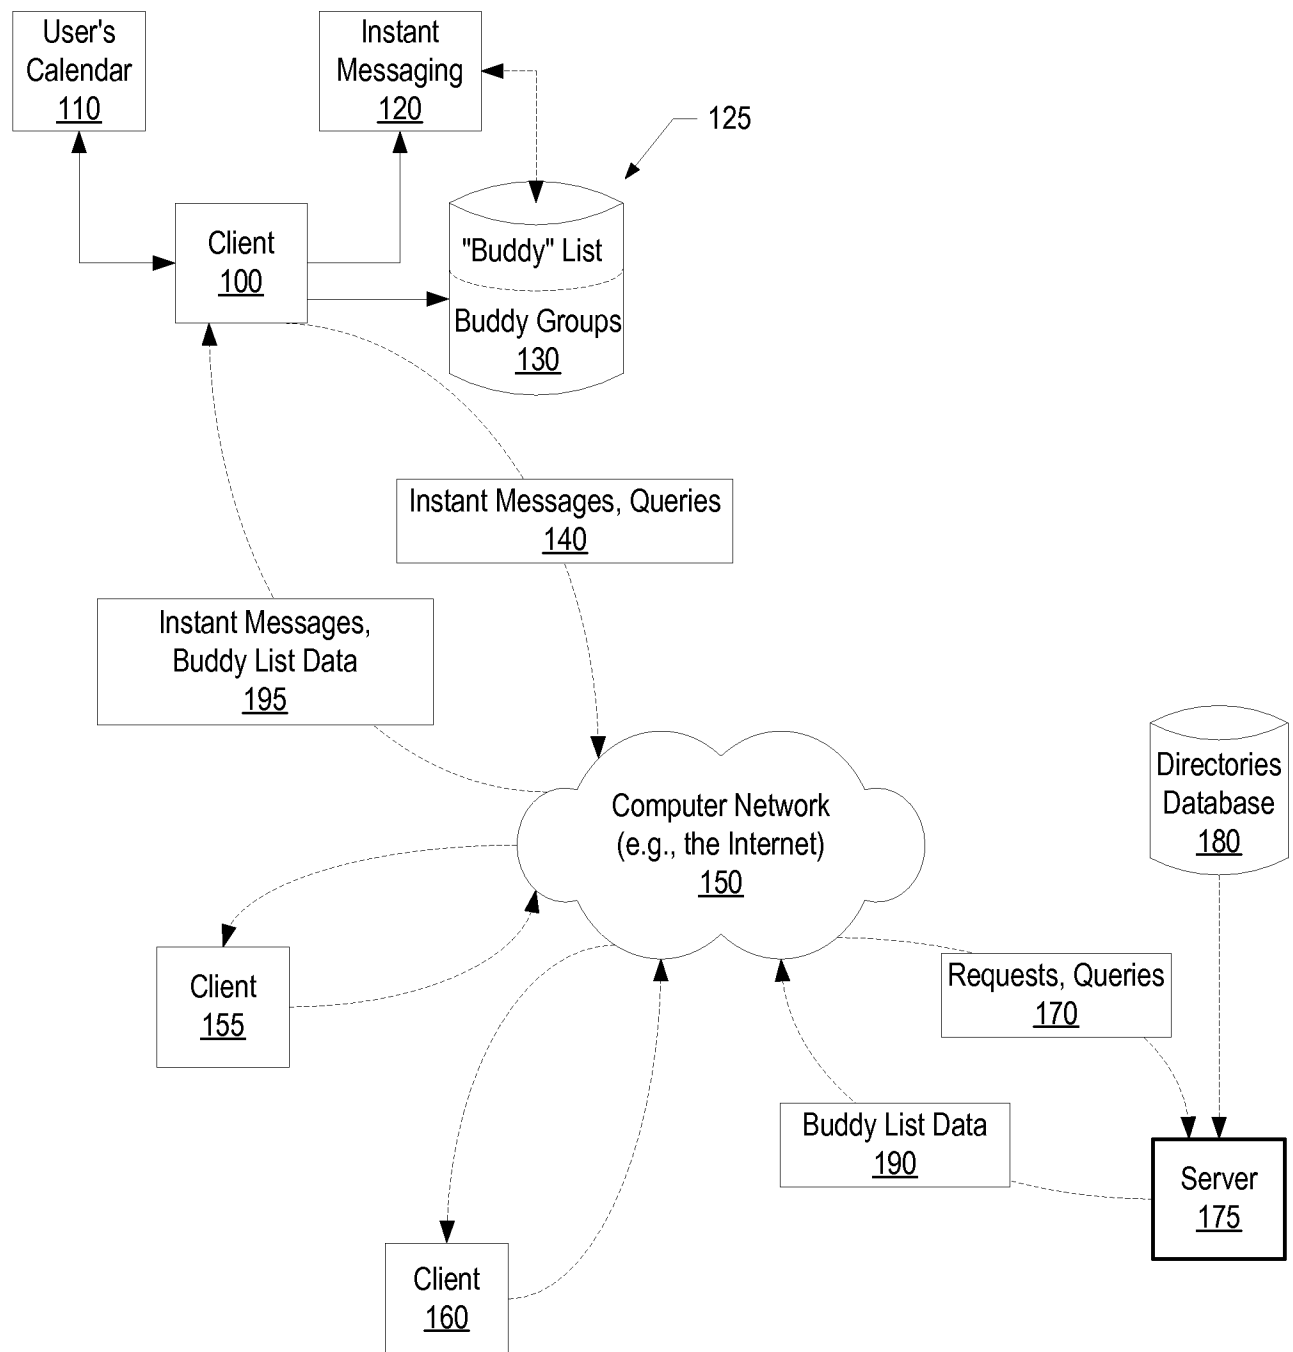 User's
Calendar
110
Instant
Messaging
120
125
Client
100
"Buddy" List
Buddy Groups
130
Instant Messages, Queries
140
Instant Messages,
Buddy List Data
195
Computer Network
(e.g., the Internet)
150
Directories
Database
180
Client
155
Requests, Queries
170
Buddy List Data
190
Server
175
Client
160